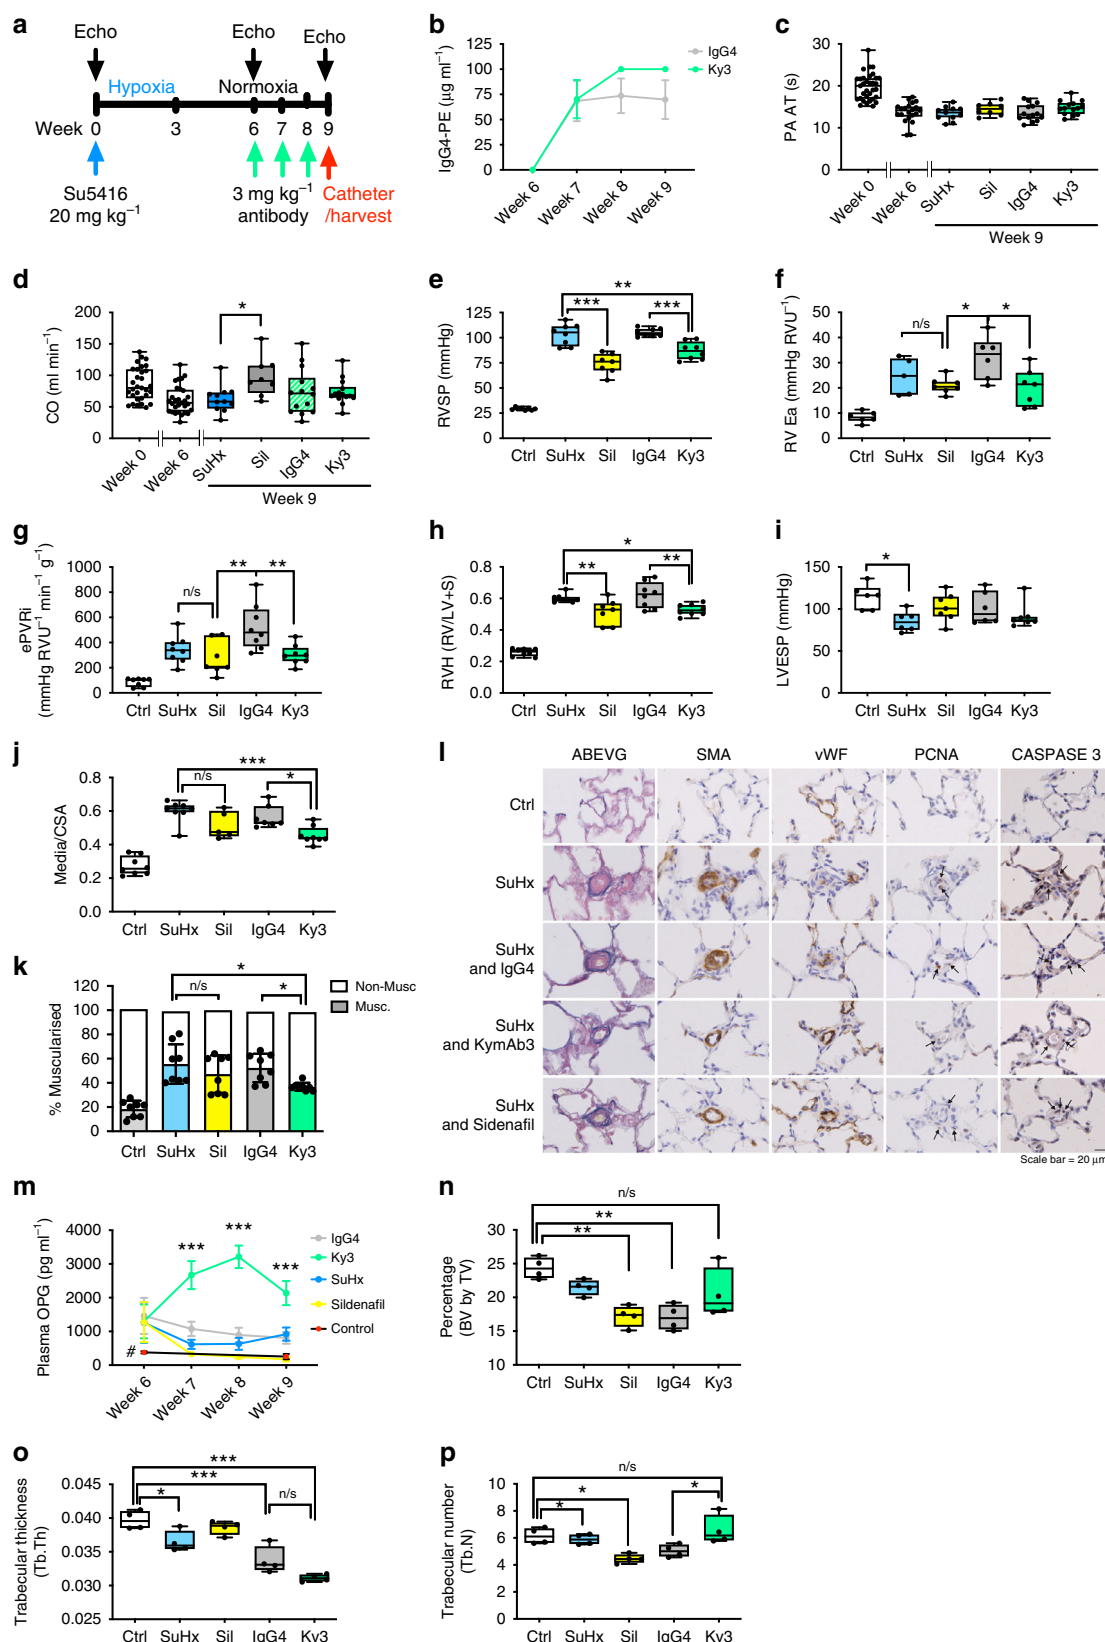 a
Echo Echo Echo
Hypoxia Normoxia
Week 0 3 6 7 8 9
Su5416
20 mg kg⁻¹
3 mg kg⁻¹
antibody
Catheter
/harvest
b
IgG4-PE (µg ml⁻¹)
125
100
75
50
25
0
Week 6 Week 7 Week 8 Week 9
IgG4
Ky3
c
PA AT (s)
30
20
10
0
Week 0 Week 6 SuHx Sil IgG4 Ky3
Week 9
d
CO (ml min⁻¹)
200
150
100
50
0
*
Week 0 Week 6 SuHx Sil IgG4 Ky3
Week 9
e
RVSP (mmHg)
125
100
75
50
25
0
**
*** ***
Ctrl SuHx Sil IgG4 Ky3
f
RV Ea (mmHg RVU⁻¹)
50
40
30
20
10
0
n/s * *
Ctrl SuHx Sil IgG4 Ky3
g
ePVRi
(mmHg RVU⁻¹ min⁻¹ g⁻¹)
1000
800
600
400
200
0
n/s ** **
Ctrl SuHx Sil IgG4 Ky3
h
RVH (RV/LV+S)
0.8
0.6
0.4
0.2
0.0
*
** **
Ctrl SuHx Sil IgG4 Ky3
i
LVESP (mmHg)
150
100
50
0
*
Ctrl SuHx Sil IgG4 Ky3
j
Media/CSA
0.8
0.6
0.4
0.2
0.0
***
n/s *
Ctrl SuHx Sil IgG4 Ky3
k
% Muscularised
120
100
80
60
40
20
0
*
n/s *
Non-Musc
Musc.
Ctrl SuHx Sil IgG4 Ky3
l
ABEVG SMA vWF PCNA CASPASE 3
Ctrl
SuHx
SuHx
and IgG4
SuHx
and KymAb3
SuHx
and Sidenafil
Scale bar = 20 µm
m
Plasma OPG (pg ml⁻¹)
4000
3000
2000
1000
0
#
*** *** ***
IgG4
Ky3
SuHx
Sildenafil
Control
Week 6 Week 7 Week 8 Week 9
n
Percentage
(BV by TV)
30
25
20
15
10
n/s
**
**
Ctrl SuHx Sil IgG4 Ky3
o
Trabecular thickness
(Tb.Th)
0.045
0.040
0.035
0.030
0.025
***
***
* n/s
Ctrl SuHx Sil IgG4 Ky3
p
Trabecular number
(Tb.N)
10
8
6
4
2
0
n/s
* *
*
Ctrl SuHx Sil IgG4 Ky3